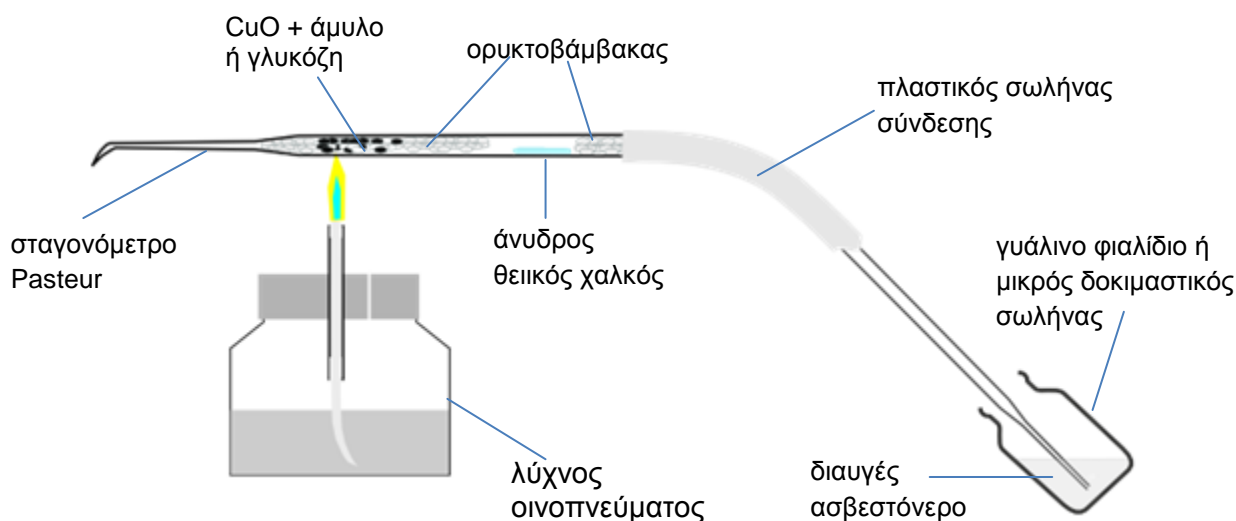 CuO + άμυλο
ή γλυκόζη
ορυκτοβάμβακας
πλαστικός σωλήνας
σύνδεσης
σταγονόμετρο
Pasteur
άνυδρος
θειικός χαλκός
γυάλινο φιαλίδιο ή
μικρός δοκιμαστικός
σωλήνας
λύχνος
οινοπνεύματος
διαυγές
ασβεστόνερο